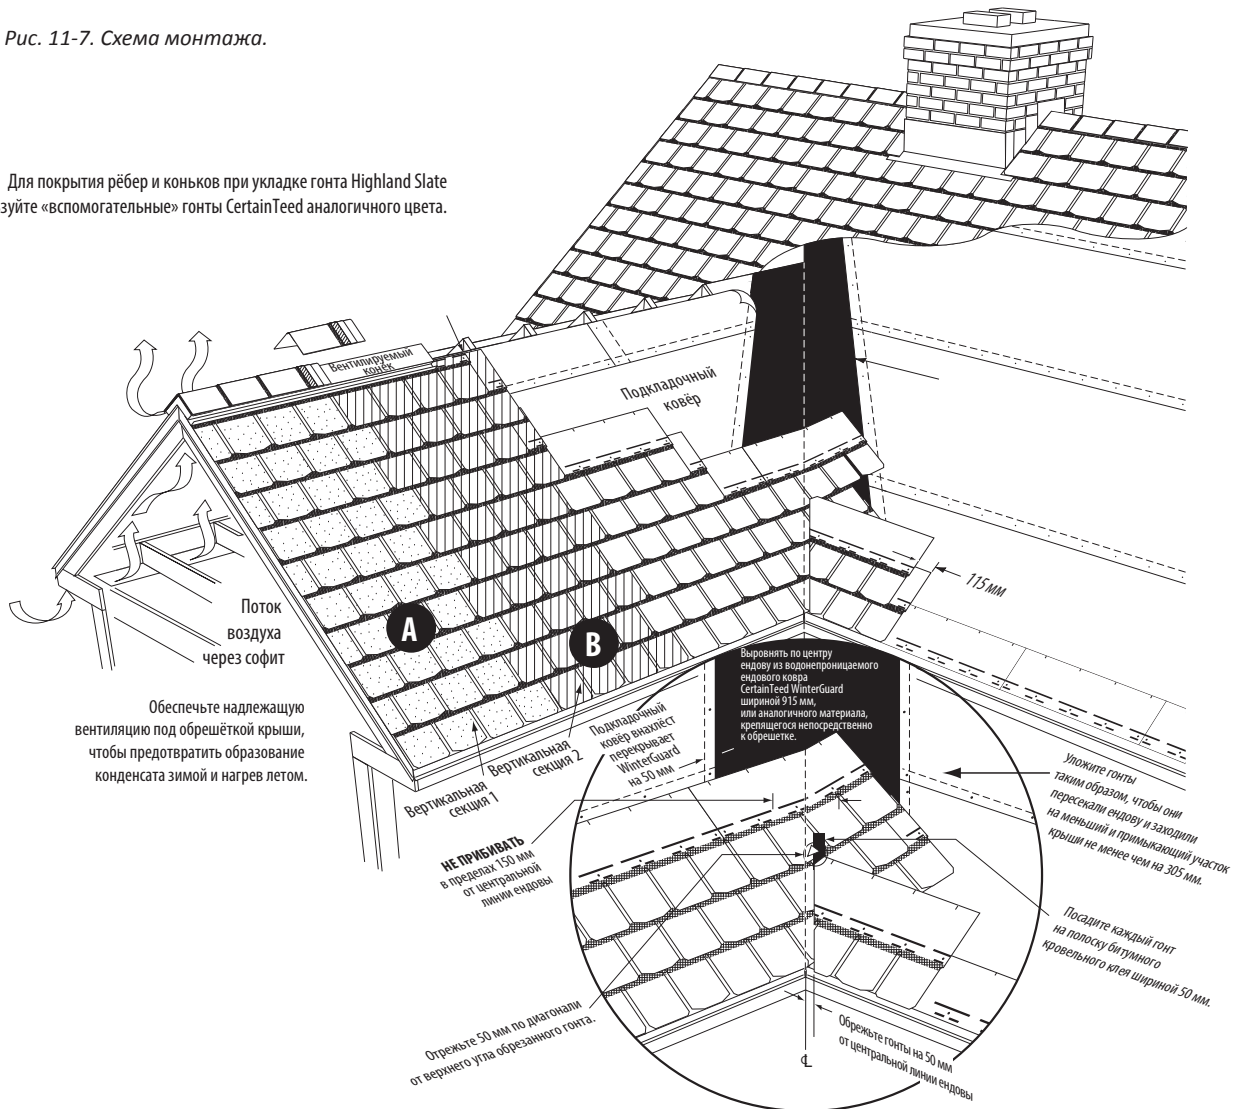 Рис. 11-7. Схема монтажа.
Для покрытия рёбер и коньков при укладке гонта Highland Slate
зуйте «вспомогательные» гонты CertainTeed аналогичного цвета.
Вентилируемый
конёк
Подкладочный
ковёр
115 мм
A
B
Поток
воздуха
через софит
Обеспечьте надлежащую
вентиляцию под обрешёткой крыши,
чтобы предотвратить образование
конденсата зимой и нагрев летом.
Вертикальная
секция 1
Вертикальная
секция 2
Подкладочный
ковёр внахлёст
перекрывает
WinterGuard
на 50 мм
Выровнять по центру
ендову из водонепроницаемого
ендового ковра
CertainTeed WinterGuard
шириной 915 мм,
или аналогичного материала,
крепящегося непосредственно
к обрешетке.
Уложите гонты
таким образом, чтобы они
пересекали ендову и заходили
на меньший и примыкающий участок
крыши не менее чем на 305 мм.
НЕ ПРИБИВАТЬ
в пределах 150 мм
от центральной
линии ендовы
Посадите каждый гонт
на полоску битумного
кровельного клея шириной 50 мм.
Отрежьте 50 мм по диагонали
от верхнего угла обрезанного гонта.
Обрежьте гонты на 50 мм
от центральной линии ендовы
℄